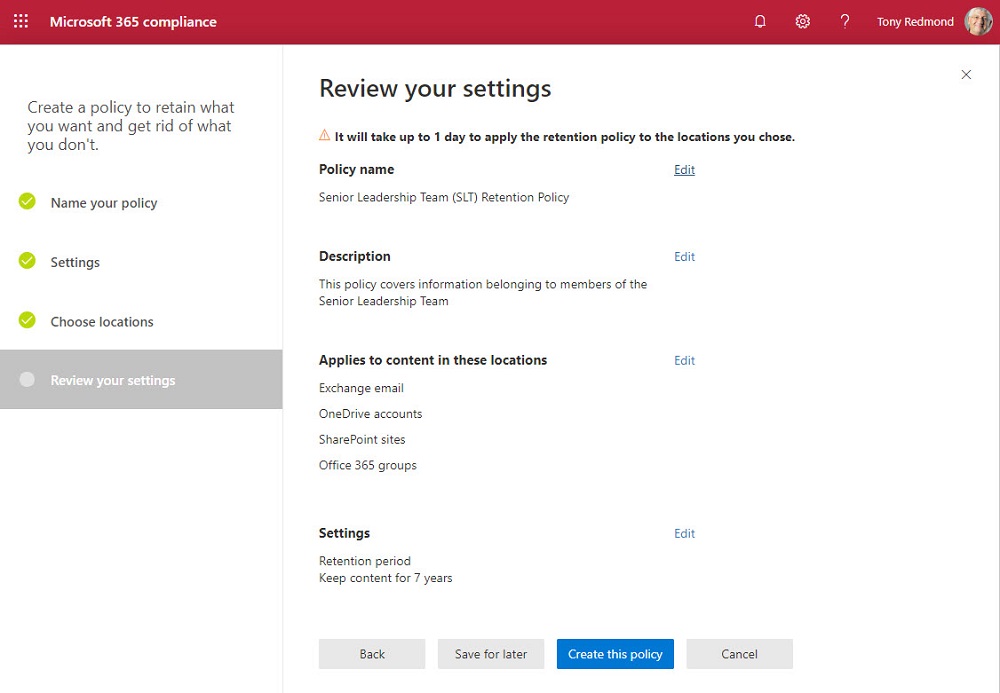 Microsoft 365 compliance
? Tony Redmond
Create a policy to retain what
you want and get rid of what
you don't.
Name your policy
Settings
Choose locations
Review your settings
Review your settings
It will take up to 1 day to apply the retention policy to the locations you chose.
Policy name Edit
Senior Leadership Team (SLT) Retention Policy
Description Edit
This policy covers information belonging to members of the
Senior Leadership Team
Applies to content in these locations Edit
Exchange email
OneDrive accounts
SharePoint sites
Office 365 groups
Settings Edit
Retention period
Keep content for 7 years
Back Save for later Create this policy Cancel